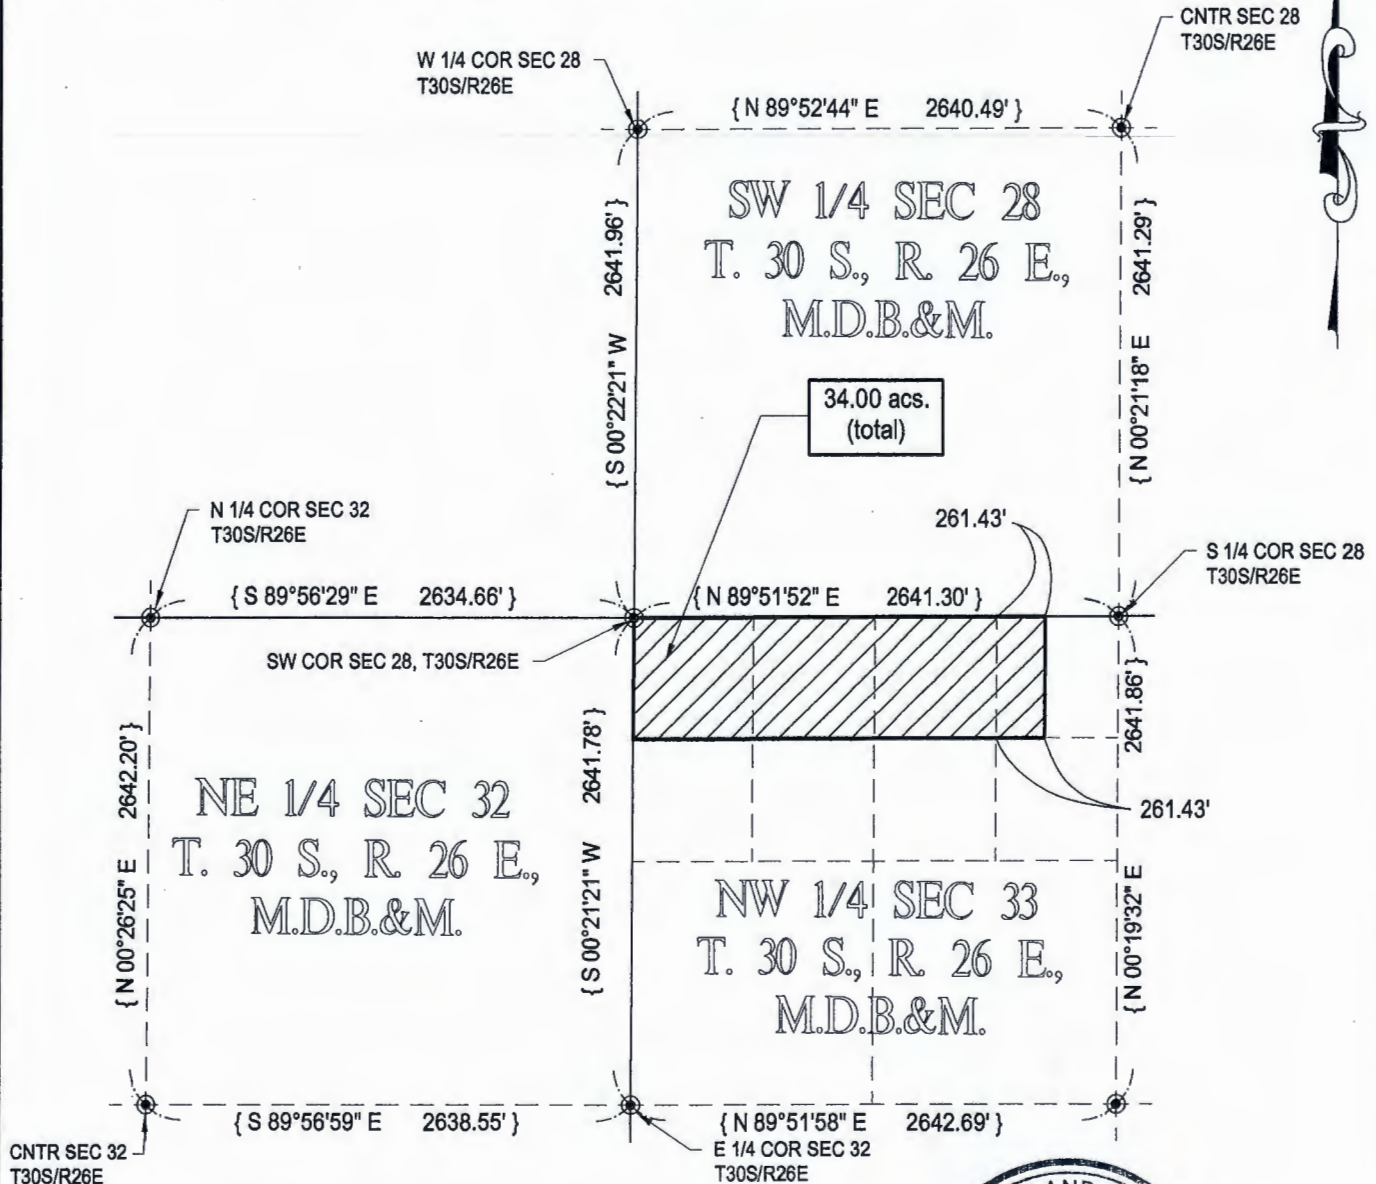 CNTR SEC 28
T30S/R26E
W 1/4 COR SEC 28
T30S/R26E
{ N 89°52'44" E 2640.49' }
SW 1/4 SEC 28
T. 30 S., R. 26 E.,
M.D.B.&M.
{ S 00°22'21" W 2641.96' }
{ N 00°21'18" E 2641.29' }
34.00 acs.
(total)
N 1/4 COR SEC 32
T30S/R26E
261.43'
S 1/4 COR SEC 28
T30S/R26E
{ S 89°56'29" E 2634.66' }
{ N 89°51'52" E 2641.30' }
SW COR SEC 28, T30S/R26E
{ N 00°26'25" E 2642.20' }
NE 1/4 SEC 32
T. 30 S., R. 26 E.,
M.D.B.&M.
{ S 00°21'21" W 2641.78' }
261.43'
NW 1/4 SEC 33
T. 30 S., R. 26 E.,
M.D.B.&M.
{ N 00°19'32" E 2641.86' }
{ S 89°56'59" E 2638.55' }
{ N 89°51'58" E 2642.69' }
CNTR SEC 32
T30S/R26E
E 1/4 COR SEC 32
T30S/R26E
AND